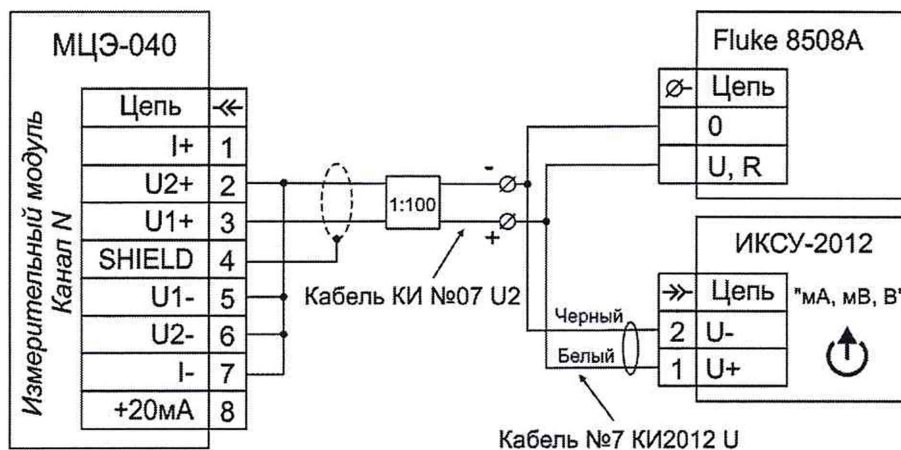 МЦЭ-040
Измерительный модуль
Канал N
Цепь
I+ 1
U2+ 2
U1+ 3
SHIELD 4
U1- 5
U2- 6
I- 7
+20мА 8
1:100
-
+
Кабель КИ №07 U2
Fluke 8508A
Цепь
0
U, R
ИКСУ-2012
Цепь
"мА, мВ, В"
2 U-
1 U+
Черный
Белый
Кабель №7 КИ2012 U